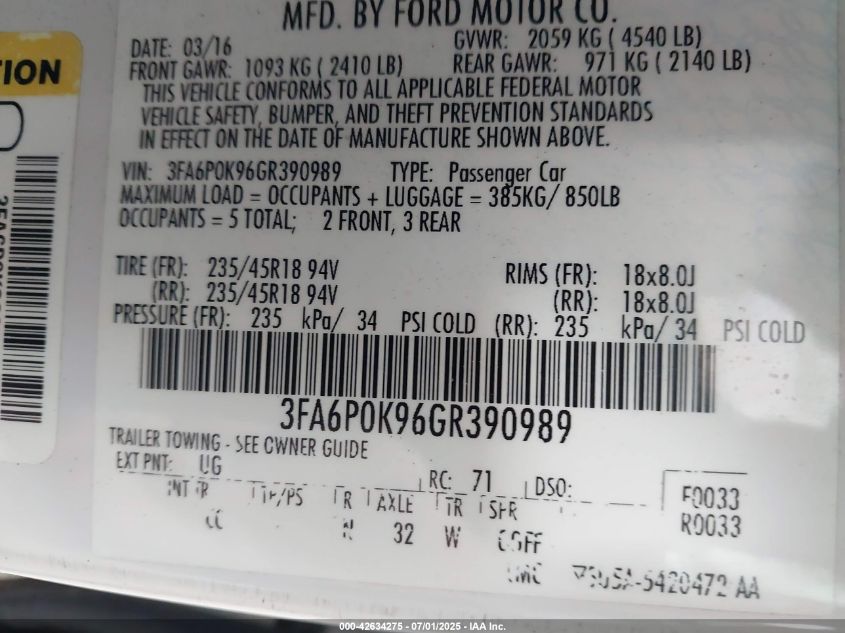 MFD. BY FORD MOTOR CO.
DATE: 03/16 GVWR: 2059 KG ( 4540 LB)
FRONT GAWR: 1093 KG ( 2410 LB) REAR GAWR: 971 KG ( 2140 LB)
THIS VEHICLE CONFORMS TO ALL APPLICABLE FEDERAL MOTOR
VEHICLE SAFETY, BUMPER, AND THEFT PREVENTION STANDARDS
IN EFFECT ON THE DATE OF MANUFACTURE SHOWN ABOVE.
VIN: 3FA6P0K96GR390989 TYPE: Passenger Car
MAXIMUM LOAD = OCCUPANTS + LUGGAGE = 385KG/ 850LB
OCCUPANTS = 5 TOTAL; 2 FRONT, 3 REAR
TIRE (FR): 235/45R18 94V RIMS (FR): 18x8.0J
(RR): 235/45R18 94V (RR): 18x8.0J
PRESSURE (FR): 235 kPa/ 34 PSI COLD (RR): 235 kPa/ 34 PSI COLD
3FA6P0K96GR390989
TRAILER TOWING - SEE OWNER GUIDE
EXT PNT: UG RC: 71 DSO:
F0033
R0033
AXLE TR SPR
32 W
000-42634275 - 07/01/2025 - IAA Inc.